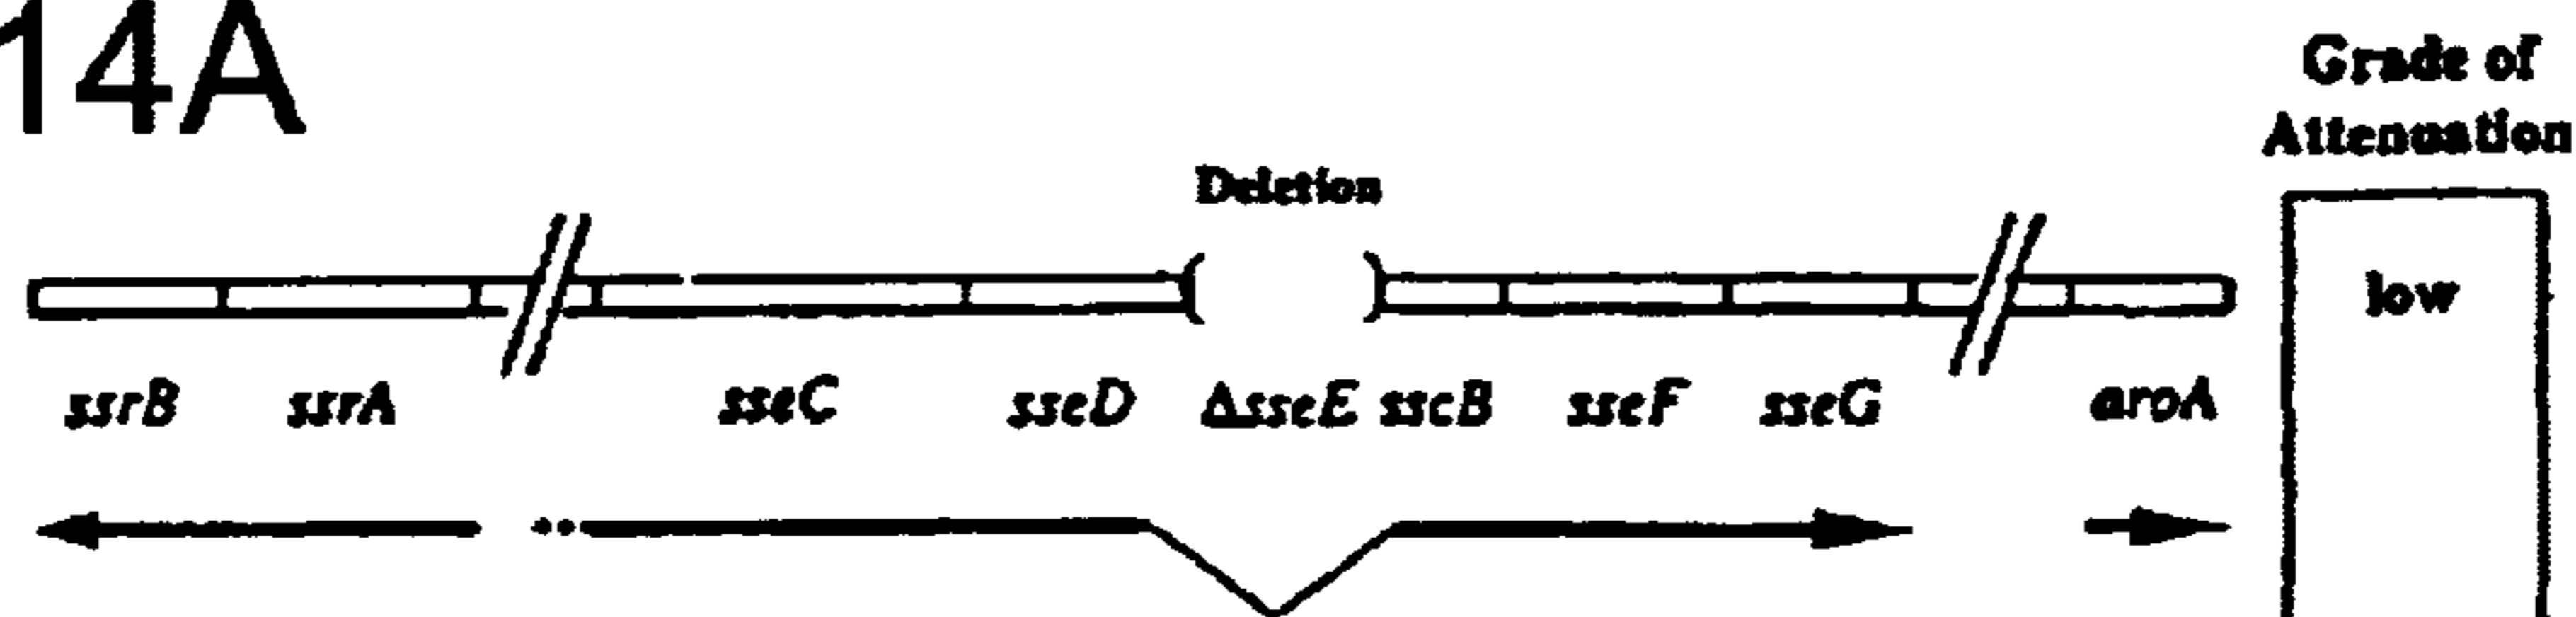 14A
Grade of
Attenuation
Deletion
low
ssrB ssrA sseC sseD ΔsseE sscB sseF sseG aroA